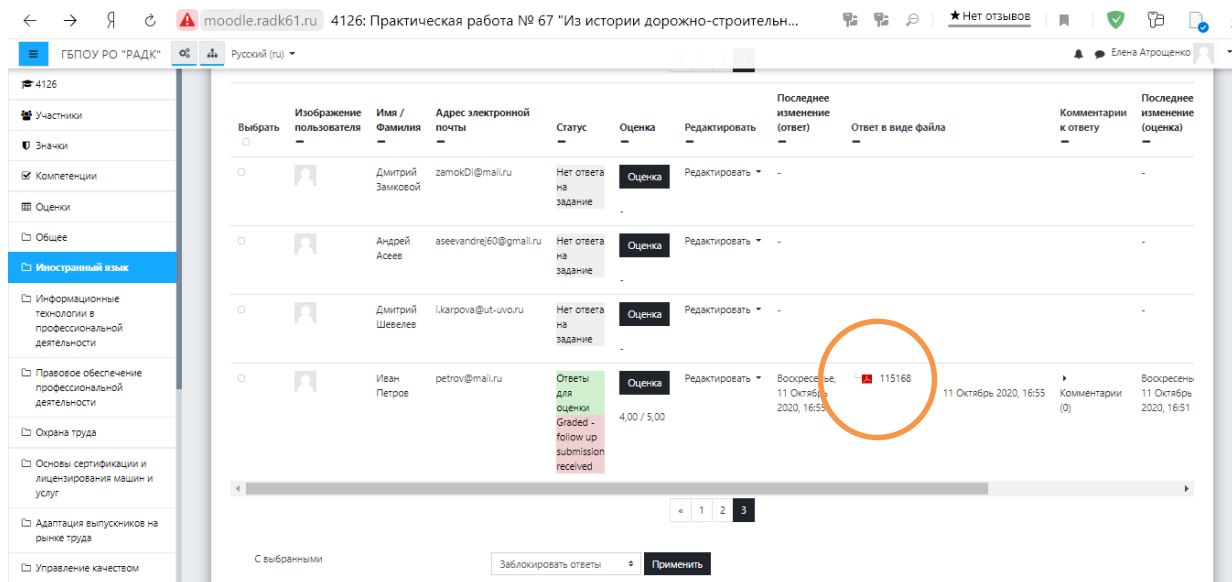 moodle.radk61.ru 4126: Практическая работа № 67 "Из истории дорожно-строительн...
★Нет отзывов
ГБПОУ РО "РАДК"
Русский (ru)
Елена Атрощенко
4126
Участники
Значки
Компетенции
Оценки
Общее
Иностранный язык
Информационные
технологии в
профессиональной
деятельности
Правовое обеспечение
профессиональной
деятельности
Охрана труда
Основы сертификации и
лицензирования машин и
услуг
Адаптация выпускников на
рынке труда
Управление качеством
Выбрать
Изображение
пользователя
Имя /
Фамилия
Адрес электронной
почты
Статус
Оценка
Редактировать
Последнее
изменение
(ответ)
Ответ в виде файла
Комментарии
к ответу
Последнее
изменение
(оценка)
Дмитрий
Замковой
zamokDi@mail.ru
Нет ответа
на
задание
Оценка
-
Редактировать
-
-
Андрей
Асеев
aseevandrej60@gmail.ru
Нет ответа
на
задание
Оценка
-
Редактировать
-
-
Дмитрий
Шевелев
i.karpova@ut-uvo.ru
Нет ответа
на
задание
Оценка
-
Редактировать
-
-
Иван
Петров
petrov@mail.ru
Ответы
для
оценки
Graded -
follow up
submission
received
Оценка
4,00 / 5,00
Редактировать
Воскресенье,
11 Октябрь
2020, 16:55
115168
11 Октябрь 2020, 16:55
Комментарии
(0)
Воскресень
11 Октябрь
2020, 16:51
« 1 2 3
С выбранными
Заблокировать ответы
Применить